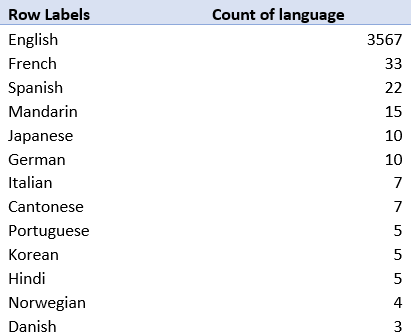 Row Labels Count of language
English 3567
French 33
Spanish 22
Mandarin 15
Japanese 10
German 10
Italian 7
Cantonese 7
Portuguese 5
Korean 5
Hindi 5
Norwegian 4
Danish 3